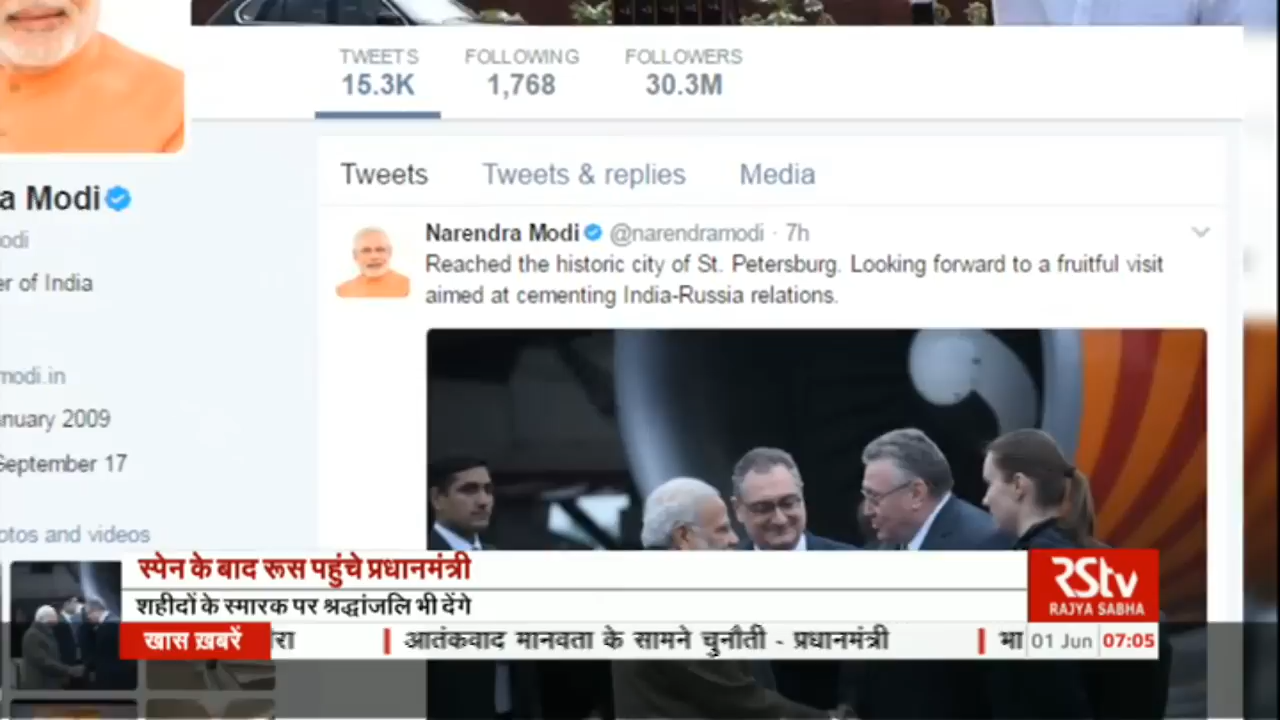 TWEETS FOLLOWING FOLLOWERS
15.3K 1,768 30.3M
Tweets Tweets & replies Media
a Modi
odi
er of India
modi.in
anuary 2009
September 17
otos and videos
Narendra Modi @narendramodi · 7h
Reached the historic city of St. Petersburg. Looking forward to a fruitful visit
aimed at cementing India-Russia relations.
स्पेन के बाद रूस पहुंचे प्रधानमंत्री
शहीदों के स्मारक पर श्रद्धांजलि भी देंगे
खास ख़बरें रा | आतंकवाद मानवता के सामने चुनौती - प्रधानमंत्री | भा 01 Jun 07:05
RStv
RAJYA SABHA